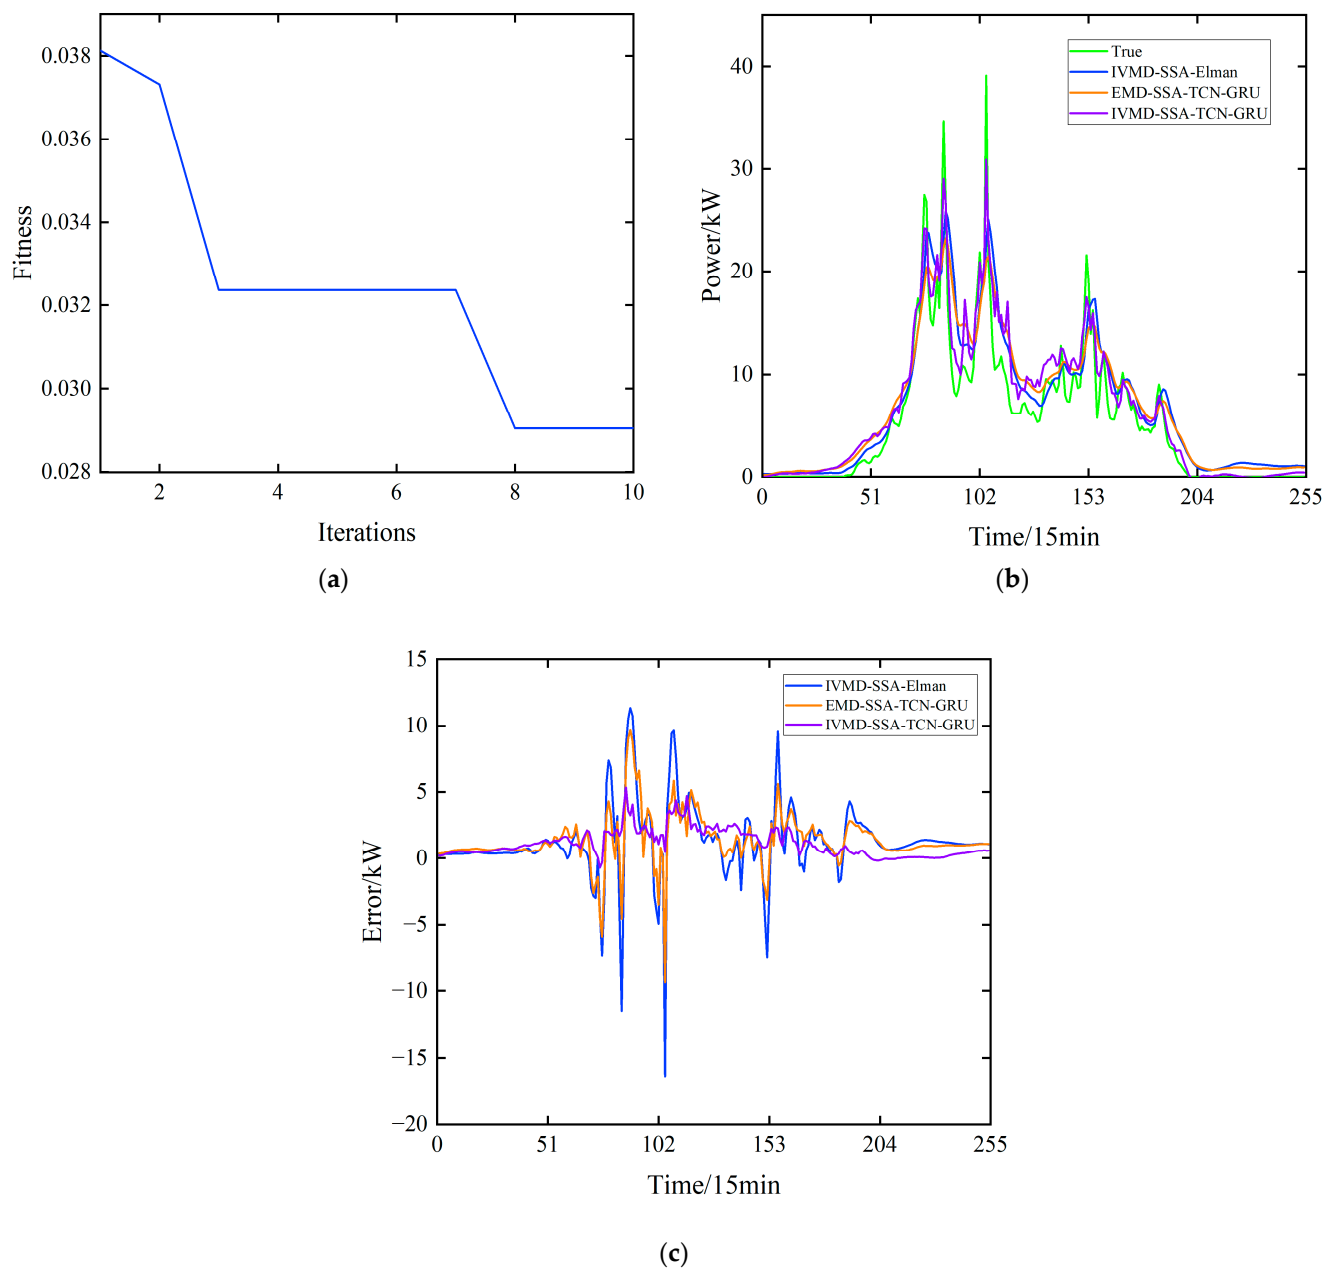 0.038
0.036
0.034
0.032
0.030
0.028
Fitness
2 4 6 8 10
Iterations
(a)
40
30
20
10
0
Power/kW
True
IVMD-SSA-Elman
EMD-SSA-TCN-GRU
IVMD-SSA-TCN-GRU
0 51 102 153 204 255
Time/15min
(b)
15
10
5
0
−5
−10
−15
−20
Error/kW
IVMD-SSA-Elman
EMD-SSA-TCN-GRU
IVMD-SSA-TCN-GRU
0 51 102 153 204 255
Time/15min
(c)